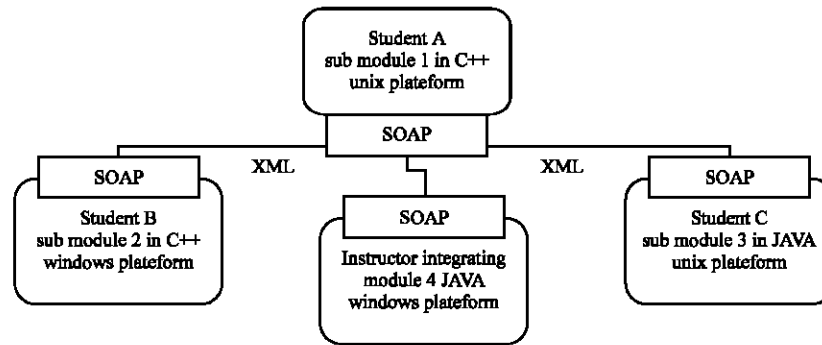 Student A
sub module 1 in C++
unix plateform
SOAP
XML
XML
SOAP
Student B
sub module 2 in C++
windows plateform
SOAP
Instructor integrating
module 4 JAVA
windows plateform
SOAP
Student C
sub module 3 in JAVA
unix plateform